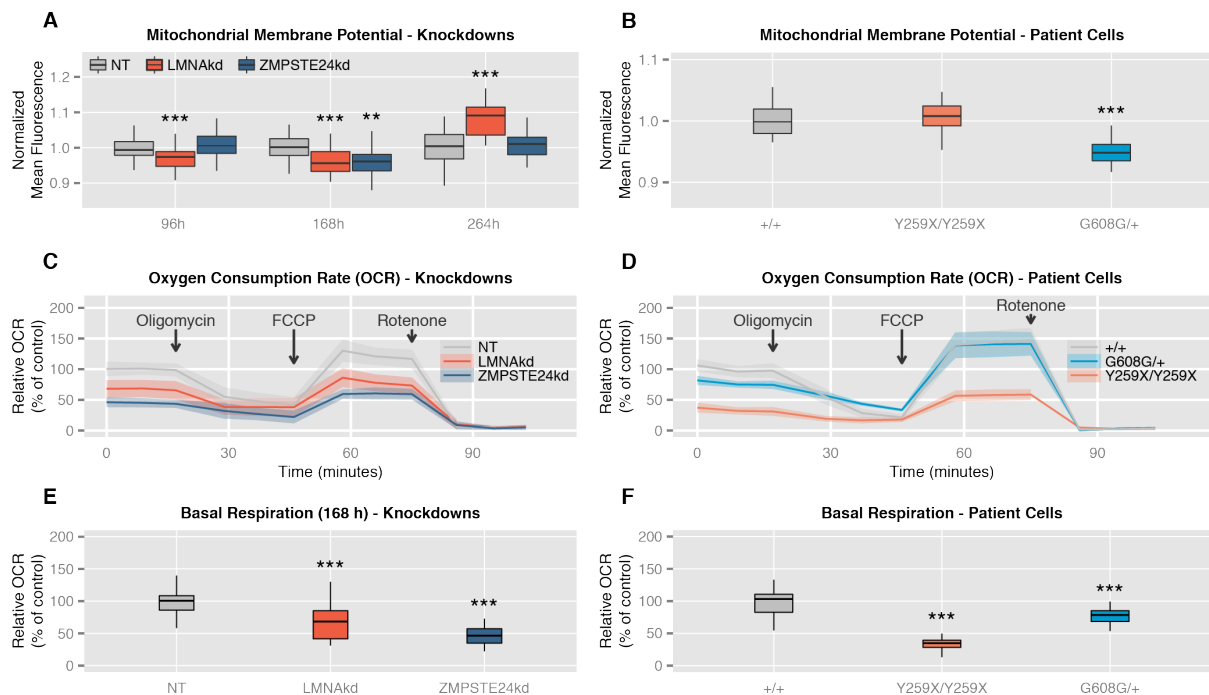 A
Mitochondrial Membrane Potential - Knockdowns
Normalized
Mean Fluorescence
1.2
1.1
1.0
0.9
NT
LMNAkd
ZMPSTE24kd
***
***
**
***
96h
168h
264h
B
Mitochondrial Membrane Potential - Patient Cells
Normalized
Mean Fluorescence
1.1
1.0
0.9
***
+/+
Y259X/Y259X
G608G/+
C
Oxygen Consumption Rate (OCR) - Knockdowns
Relative OCR
(% of control)
200
150
100
50
0
Oligomycin
FCCP
Rotenone
NT
LMNAkd
ZMPSTE24kd
0
30
60
90
Time (minutes)
D
Oxygen Consumption Rate (OCR) - Patient Cells
Relative OCR
(% of control)
200
150
100
50
0
Oligomycin
FCCP
Rotenone
+/+
G608G/+
Y259X/Y259X
0
30
60
90
Time (minutes)
E
Basal Respiration (168 h) - Knockdowns
Relative OCR
(% of control)
200
150
100
50
0
***
***
NT
LMNAkd
ZMPSTE24kd
F
Basal Respiration - Patient Cells
Relative OCR
(% of control)
200
150
100
50
0
***
***
+/+
Y259X/Y259X
G608G/+